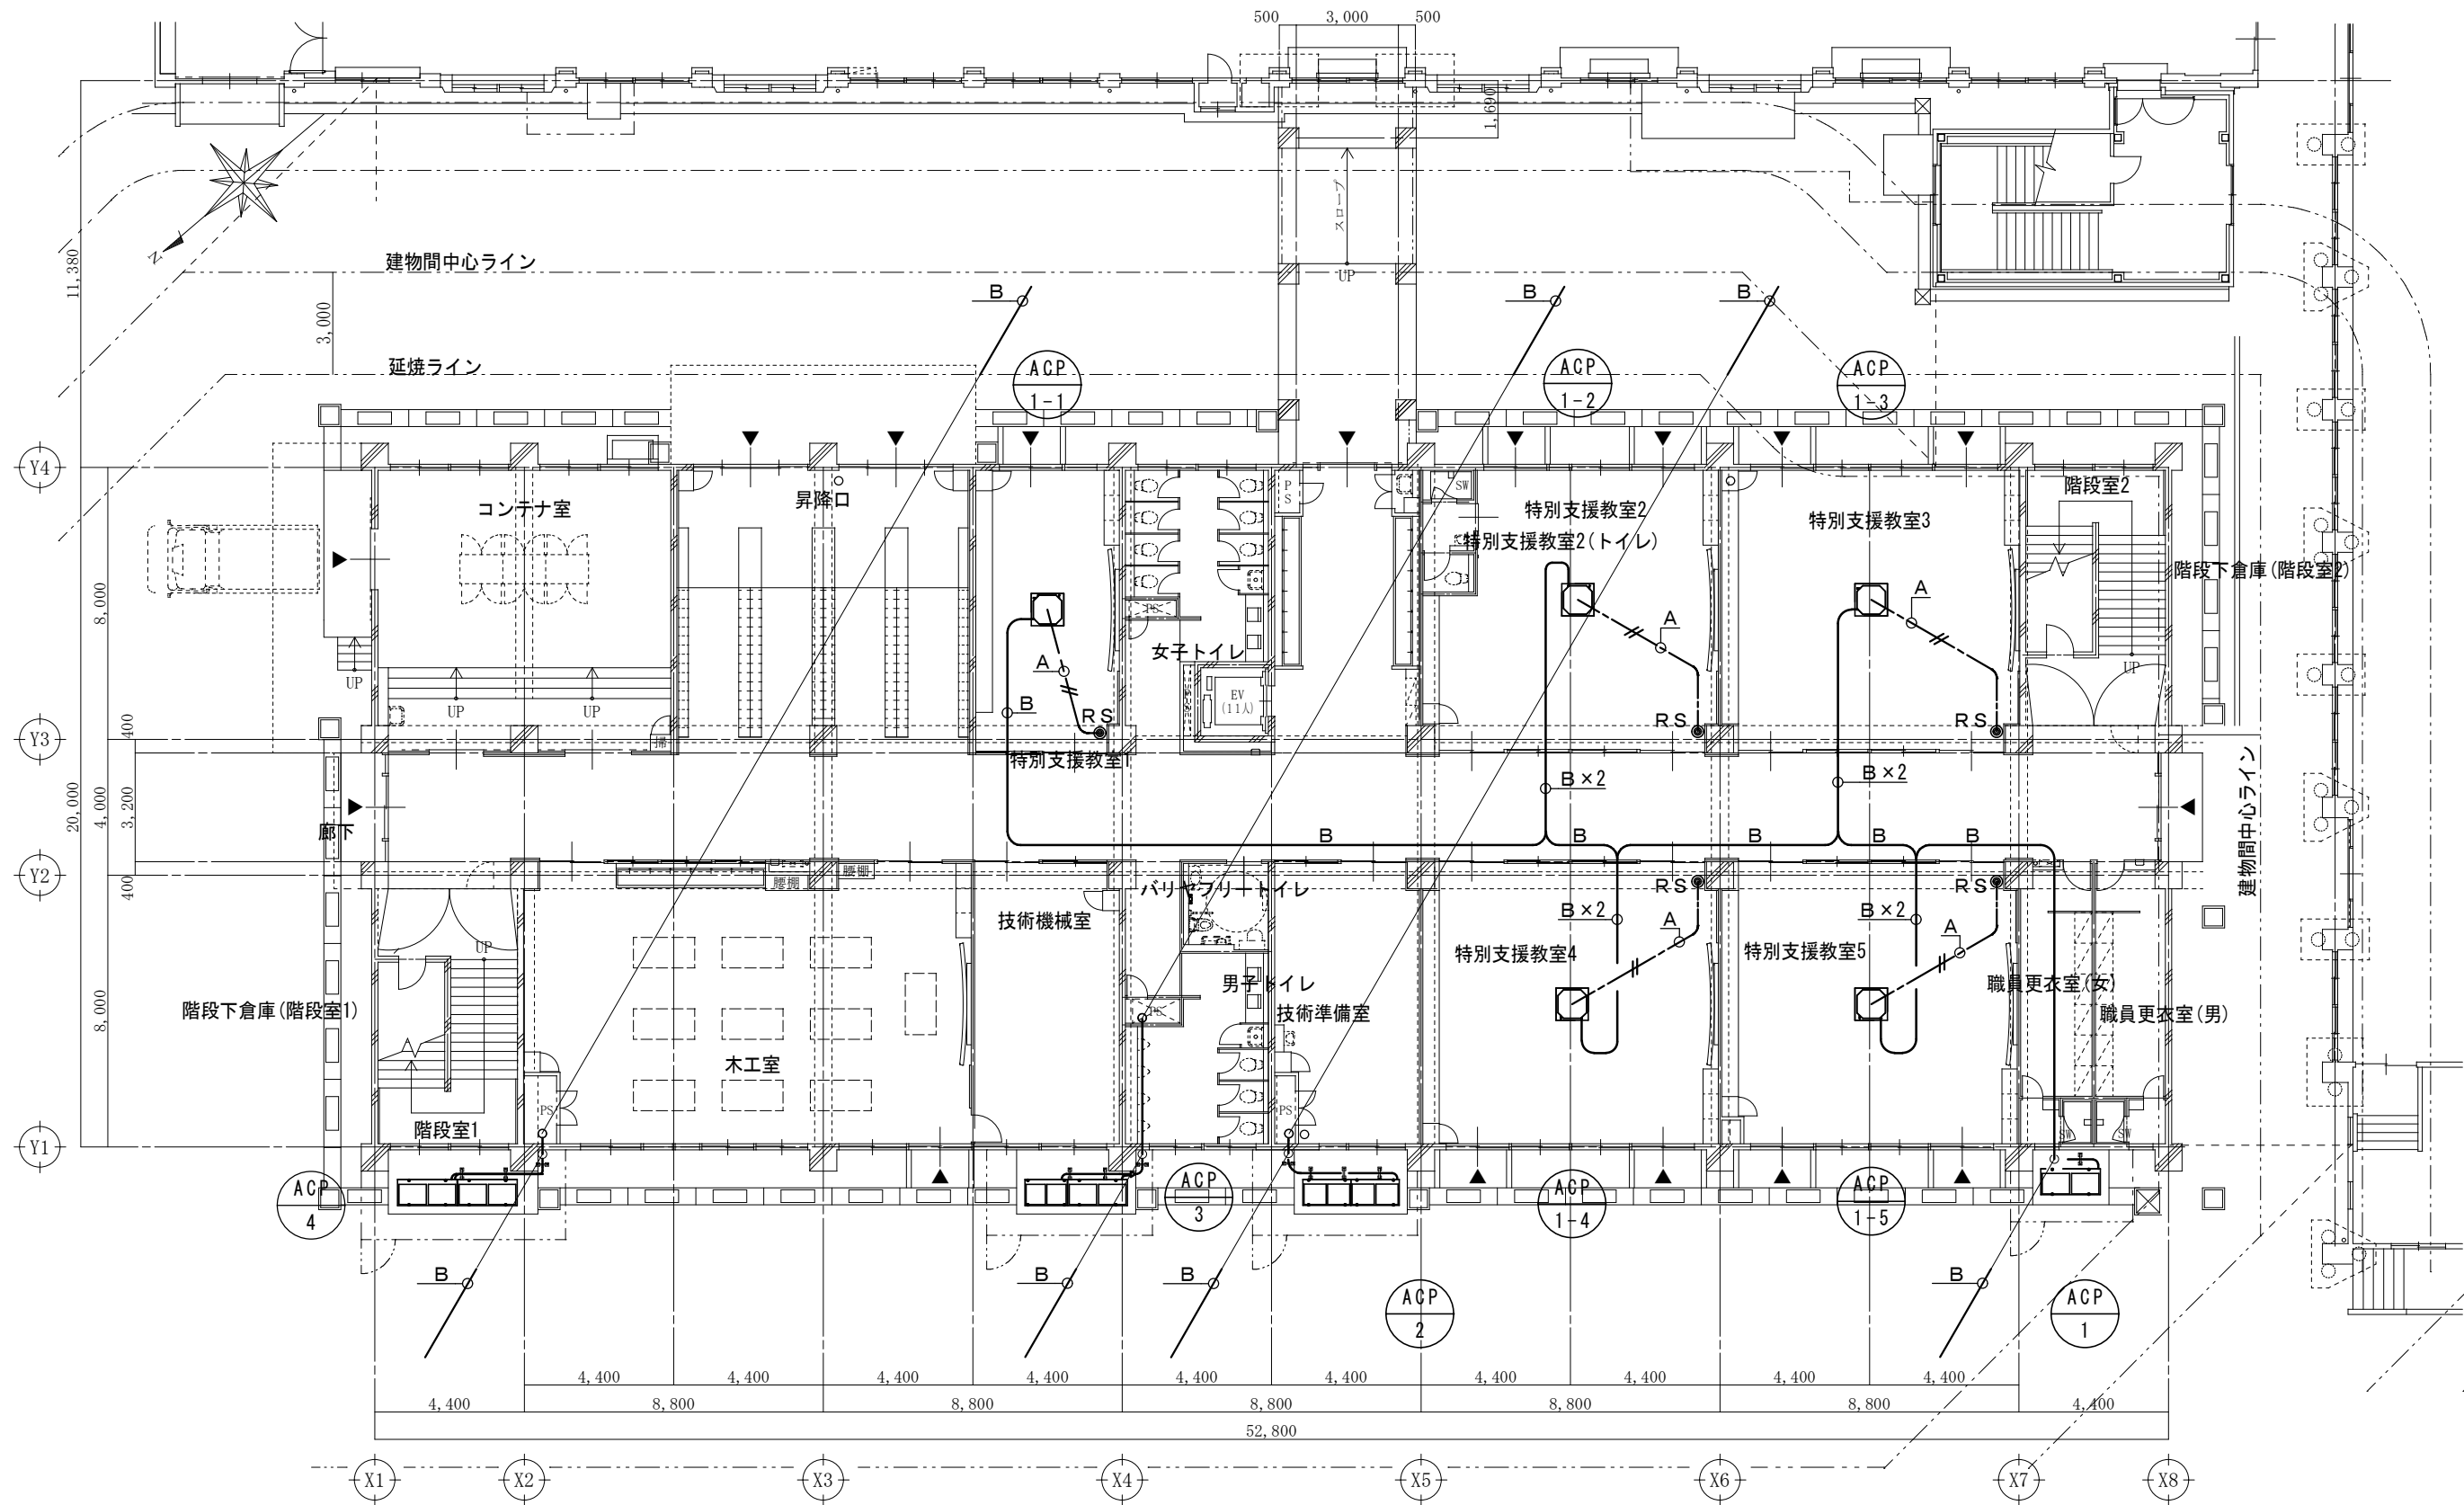 500 3,000 500
1,690
スロープ
UP
N
建物間中心ライン
11,380
3,000
延焼ライン
B B B
ACP 1-1
ACP 1-2
ACP 1-3
Y4
コンテナ室
昇降口
PS
SW
特別支援教室2
特別支援教室2(トイレ)
特別支援教室3
階段室2
階段下倉庫(階段室2)
8,000
PS
女子トイレ
A
A
A
B
EV
(11人)
UP
UP
UP
UP
RS
RS
RS
掃
400
Y3
特別支援教室1
B×2
B×2
20,000
4,000
3,200
廊下
B B B B B
建物間中心ライン
Y2
400
腰棚
腰棚
バリヤフリートイレ
RS
RS
技術機械室
B×2
B×2
A
A
UP
特別支援教室4
特別支援教室5
男子トイレ
技術準備室
職員更衣室(女)
職員更衣室(男)
階段下倉庫(階段室1)
8,000
PS
木工室
PS
PS
階段室1
SW
SW
Y1
ACP 4
ACP 3
ACP 1-4
ACP 1-5
B B B B
ACP 2
ACP 1
4,400 4,400 4,400 4,400 4,400 4,400 4,400 4,400 4,400 4,400
4,400 8,800 8,800 8,800 8,800 8,800 4,400
52,800
X1 X2 X3 X4 X5 X6 X7 X8